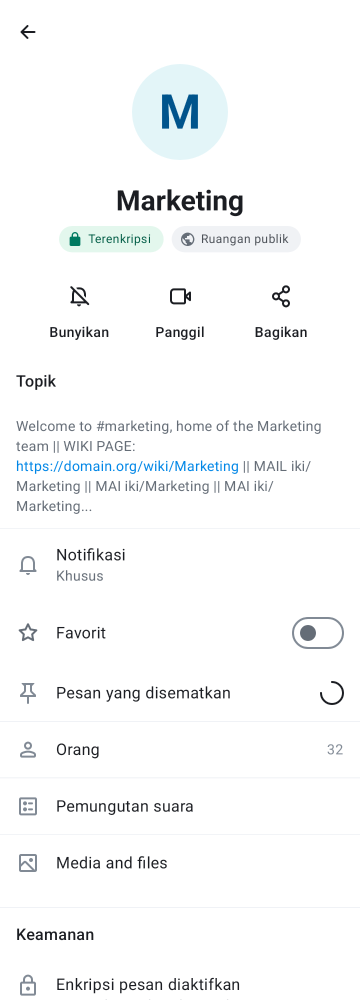 M
Marketing
Terenkripsi
Ruangan publik
Bunyikan
Panggil
Bagikan
Topik
Welcome to #marketing, home of the Marketing
team || WIKI PAGE:
https://domain.org/wiki/Marketing || MAIL iki/
Marketing || MAI iki/Marketing || MAI iki/
Marketing...
Notifikasi
Khusus
Favorit
Pesan yang disematkan
Orang
32
Pemungutan suara
Media and files
Keamanan
Enkripsi pesan diaktifkan